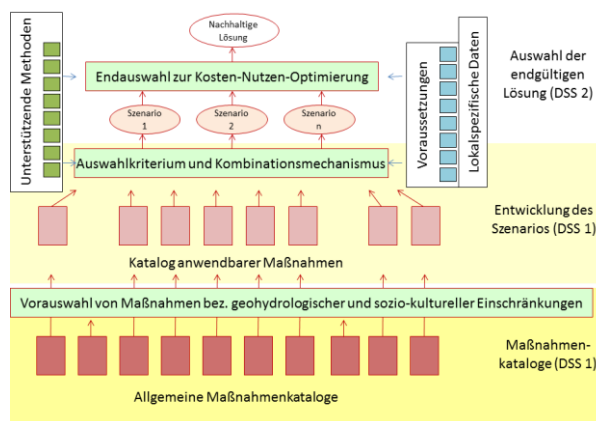 Nachhaltige
Lösung
Unterstützende Methoden
Endauswahl zur Kosten-Nutzen-Optimierung
Voraussetzungen
Lokalspezifische Daten
Auswahl der
endgültigen
Lösung (DSS 2)
Szenario
1
Szenario
2
Szenario
n
Auswahlkriterium und Kombinationsmechanismus
Entwicklung des
Szenarios (DSS 1)
Katalog anwendbarer Maßnahmen
Vorauswahl von Maßnahmen bez. geohydrologischer und sozio-kultureller Einschränkungen
Maßnahmen-
kataloge (DSS 1)
Allgemeine Maßnahmenkataloge